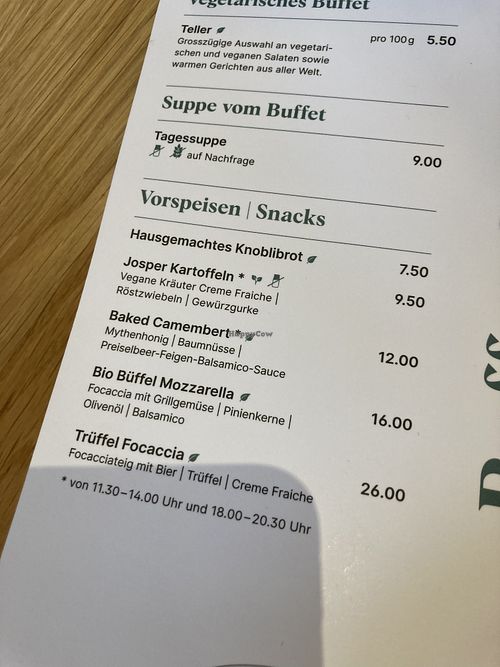 Vegetarisches Buffet
Teller
pro 100 g 5.50
Grosszügige Auswahl an vegetari-
schen und veganen Salaten sowie
warmen Gerichten aus aller Welt.
Suppe vom Buffet
Tagessuppe
9.00
auf Nachfrage
Vorspeisen | Snacks
Hausgemachtes Knoblibrot
7.50
Josper Kartoffeln *
9.50
Vegane Kräuter Creme Fraiche |
Röstzwiebeln | Gewürzgurke
Baked Camembert *
12.00
Mythenhonig | Baumnüsse |
Preiselbeer-Feigen-Balsamico-Sauce
Bio Büffel Mozzarella
16.00
Focaccia mit Grillgemüse | Pinienkerne |
Olivenöl | Balsamico
Trüffel Focaccia
26.00
Focacciateig mit Bier | Trüffel | Creme Fraiche
* von 11.30–14.00 Uhr und 18.00–20.30 Uhr
HappyCow